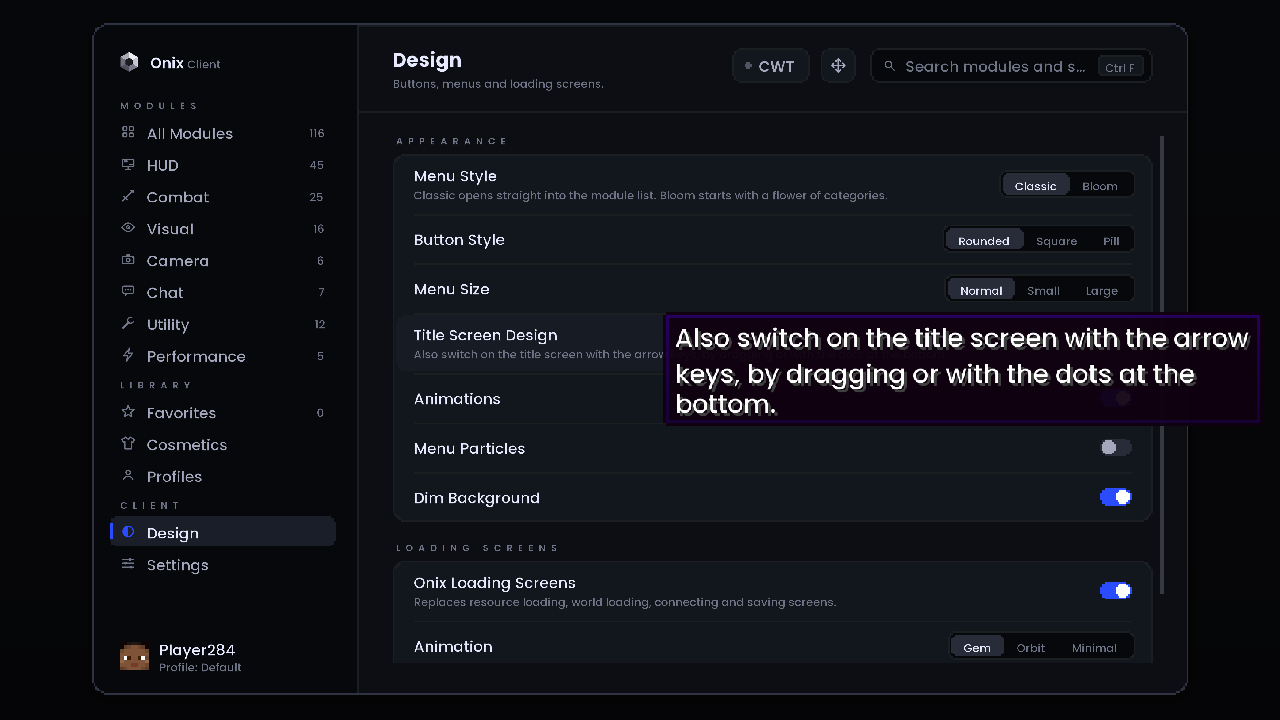 Onix Client
MODULES
All Modules 116
HUD 45
Combat 25
Visual 16
Camera 6
Chat 7
Utility 12
Performance 5
LIBRARY
Favorites 0
Cosmetics
Profiles
CLIENT
Design
Settings
Player284
Profile: Default
Design
Buttons, menus and loading screens.
CWT
Search modules and s...
Ctrl F
APPEARANCE
Menu Style
Classic opens straight into the module list. Bloom starts with a flower of categories.
Classic Bloom
Button Style
Rounded Square Pill
Menu Size
Normal Small Large
Title Screen Design
Also switch on the title screen with the arrow
Also switch on the title screen with the arrow
keys, by dragging or with the dots at the
bottom.
Animations
Menu Particles
Dim Background
LOADING SCREENS
Onix Loading Screens
Replaces resource loading, world loading, connecting and saving screens.
Animation
Gem Orbit Minimal